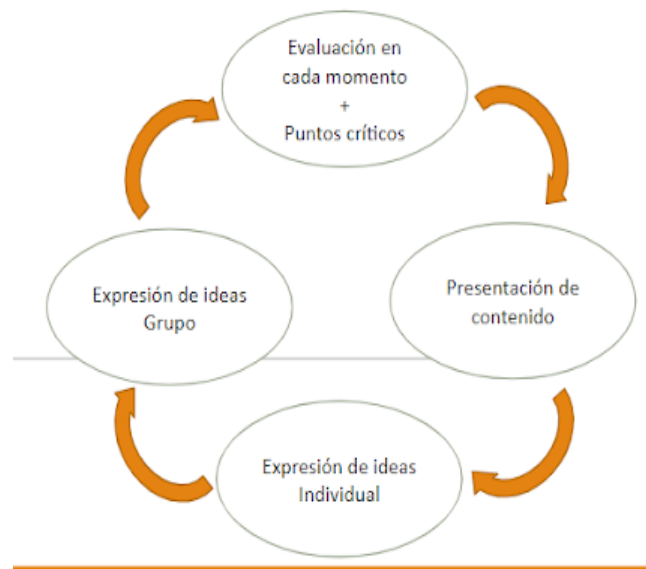 Evaluación en
cada momento
+
Puntos críticos
Presentación de
contenido
Expresión de ideas
Individual
Expresión de ideas
Grupo